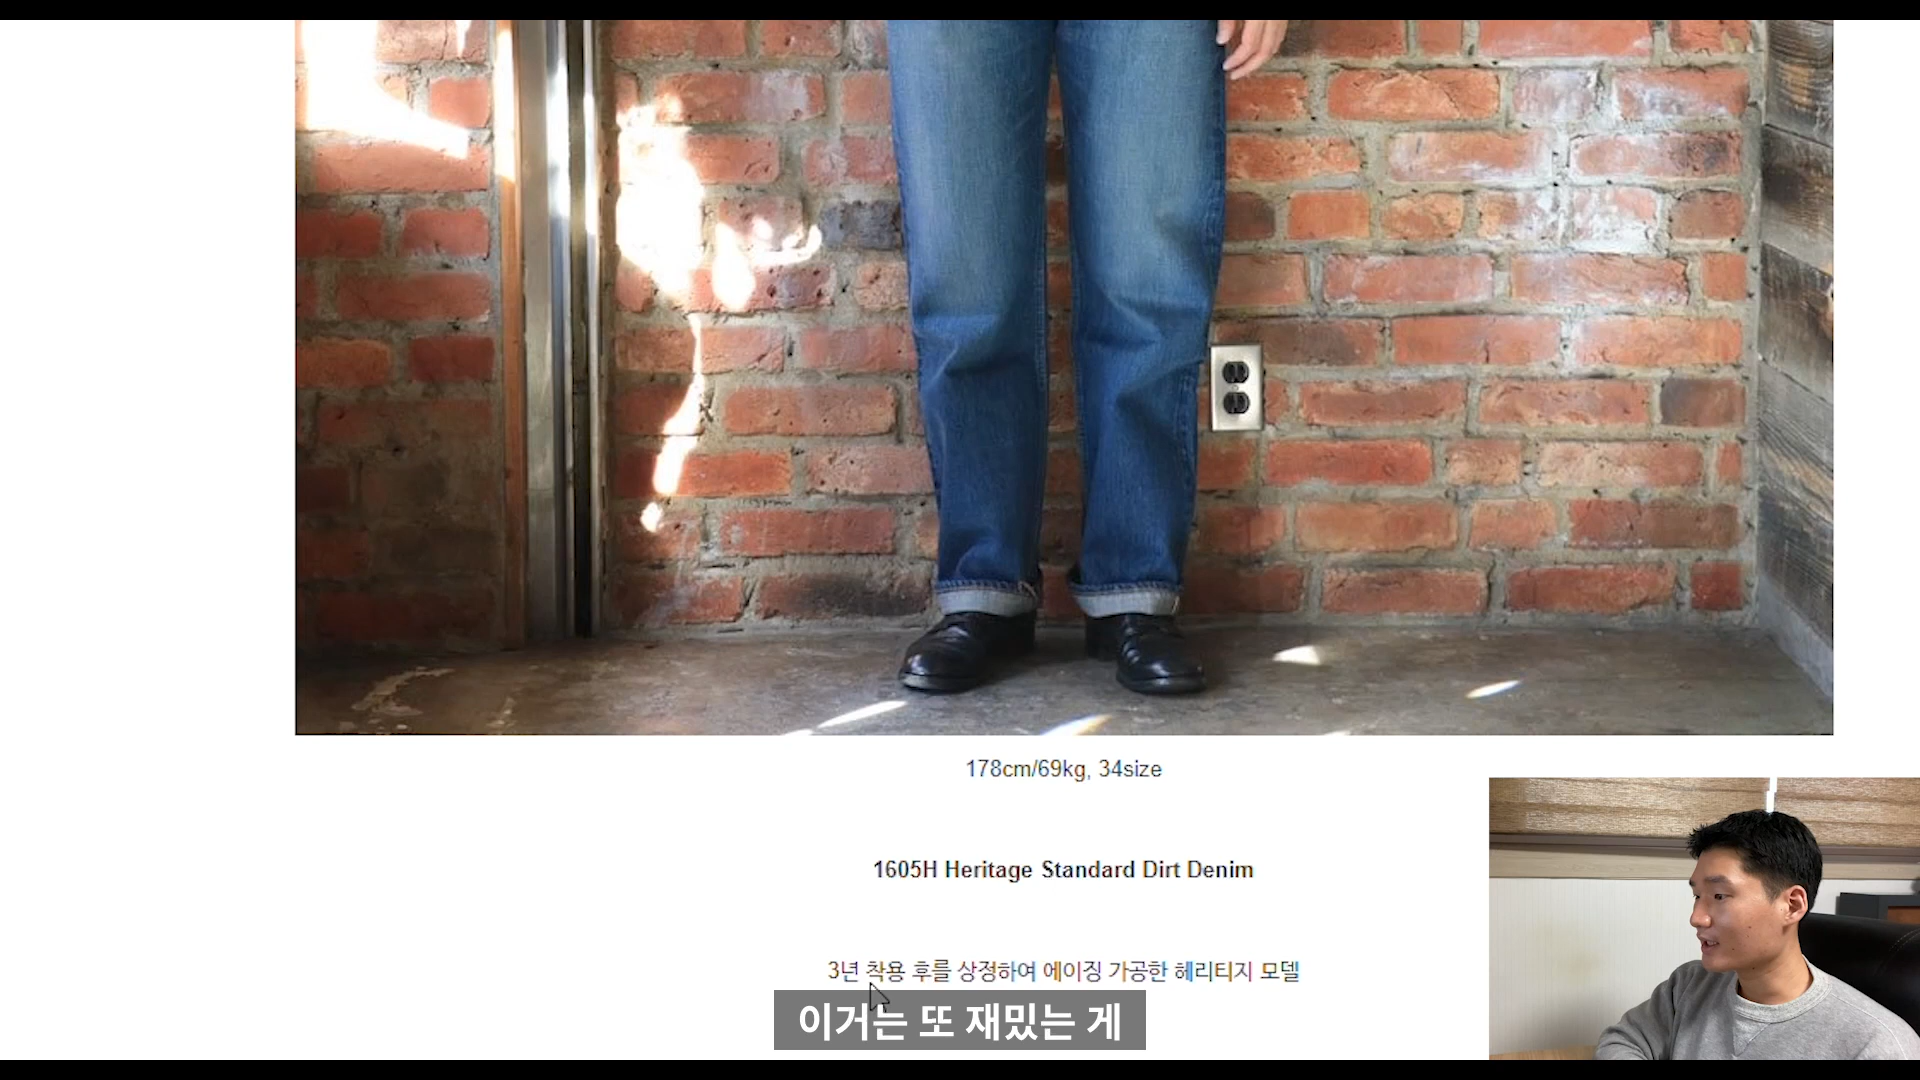 178cm/69kg, 34size
1605H Heritage Standard Dirt Denim
3년 착용 후를 상정하여 에이징 가공한 헤리티지 모델
이거는 또 재밌는 게